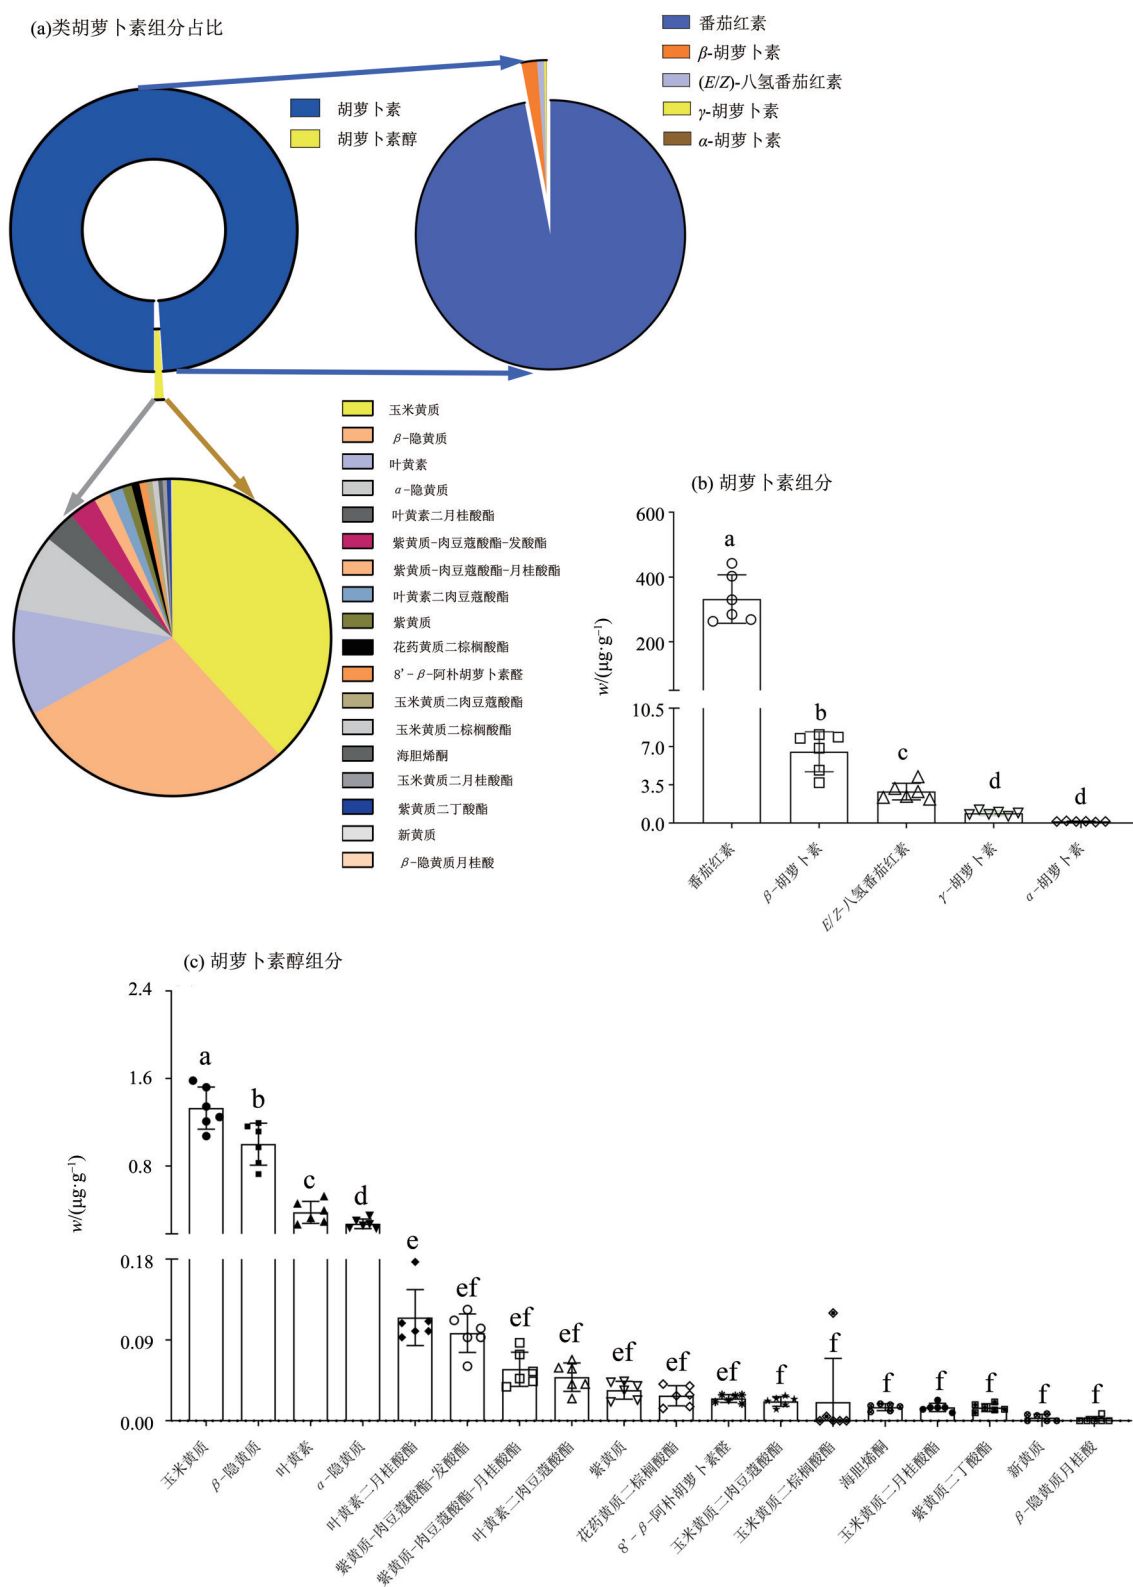 (a)类胡萝卜素组分占比
胡萝卜素
胡萝卜素醇
番茄红素
β-胡萝卜素
(E/Z)-八氢番茄红素
γ-胡萝卜素
α-胡萝卜素
玉米黄质
β-隐黄质
叶黄素
α-隐黄质
叶黄素二月桂酸酯
紫黄质-肉豆蔻酸酯-发酸酯
紫黄质-肉豆蔻酸酯-月桂酸酯
叶黄素二肉豆蔻酸酯
紫黄质
花药黄质二棕榈酸酯
8'-β-阿朴胡萝卜素醛
玉米黄质二肉豆蔻酸酯
玉米黄质二棕榈酸酯
海胆烯酮
玉米黄质二月桂酸酯
紫黄质二丁酸酯
新黄质
β-隐黄质月桂酸
(b) 胡萝卜素组分
w/(μg·g⁻¹)
600
400
200
10.5
7.0
3.5
0.0
a
b
c
d
d
番茄红素
β-胡萝卜素
E/Z-八氢番茄红素
γ-胡萝卜素
α-胡萝卜素
(c) 胡萝卜素醇组分
w/(μg·g⁻¹)
2.4
1.6
0.8
0.18
0.09
0.00
a
b
c
d
e
ef
ef
ef
ef
ef
ef
f
f
f
f
f
f
f
玉米黄质
β-隐黄质
叶黄素
α-隐黄质
叶黄素二月桂酸酯
紫黄质-肉豆蔻酸酯-发酸酯
紫黄质-肉豆蔻酸酯-月桂酸酯
叶黄素二肉豆蔻酸酯
紫黄质
花药黄质二棕榈酸酯
8'-β-阿朴胡萝卜素醛
玉米黄质二肉豆蔻酸酯
玉米黄质二棕榈酸酯
海胆烯酮
玉米黄质二月桂酸酯
紫黄质二丁酸酯
新黄质
β-隐黄质月桂酸